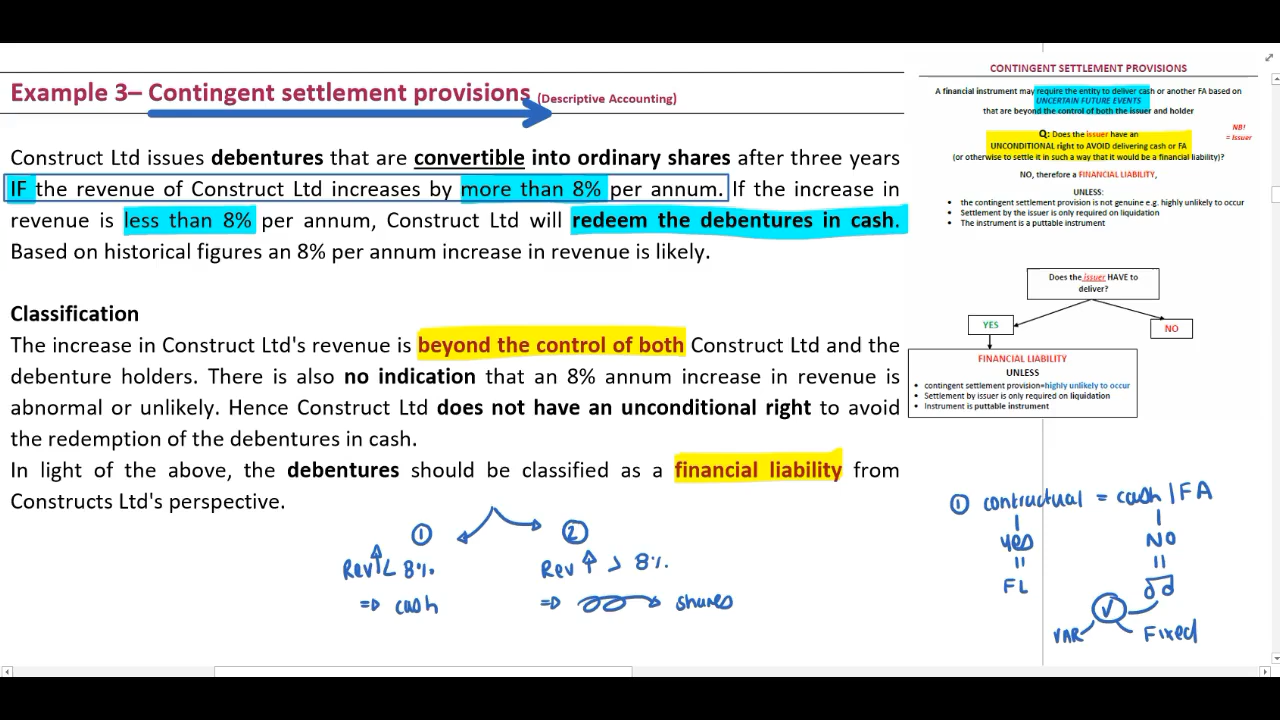 Example 3– Contingent settlement provisions (Descriptive Accounting)
Construct Ltd issues debentures that are convertible into ordinary shares after three years
IF the revenue of Construct Ltd increases by more than 8% per annum. If the increase in
revenue is less than 8% per annum, Construct Ltd will redeem the debentures in cash.
Based on historical figures an 8% per annum increase in revenue is likely.
Classification
The increase in Construct Ltd's revenue is beyond the control of both Construct Ltd and the
debenture holders. There is also no indication that an 8% annum increase in revenue is
abnormal or unlikely. Hence Construct Ltd does not have an unconditional right to avoid
the redemption of the debentures in cash.
In light of the above, the debentures should be classified as a financial liability from
Constructs Ltd's perspective.
① ②
Rev ↑ < 8% Rev ↑ > 8%.
⇒ cash ⇒ shares
CONTINGENT SETTLEMENT PROVISIONS
A financial instrument may require the entity to deliver cash or another FA based on
UNCERTAIN FUTURE EVENTS
that are beyond the control of both the issuer and holder
Q: Does the issuer have an
UNCONDITIONAL right to AVOID delivering cash or FA
(or otherwise to settle it in such a way that it would be a financial liability)?
NB!
= Issuer
NO, therefore a FINANCIAL LIABILITY,
UNLESS:
• the contingent settlement provision is not genuine e.g. highly unlikely to occur
• Settlement by the issuer is only required on liquidation
• The instrument is a puttable instrument
Does the issuer HAVE to
deliver?
YES
NO
FINANCIAL LIABILITY
UNLESS
• contingent settlement provision=highly unlikely to occur
• Settlement by issuer is only required on liquidation
• Instrument is puttable instrument
① contractual = cash | FA
yes NO
= =
FL
VAR Fixed